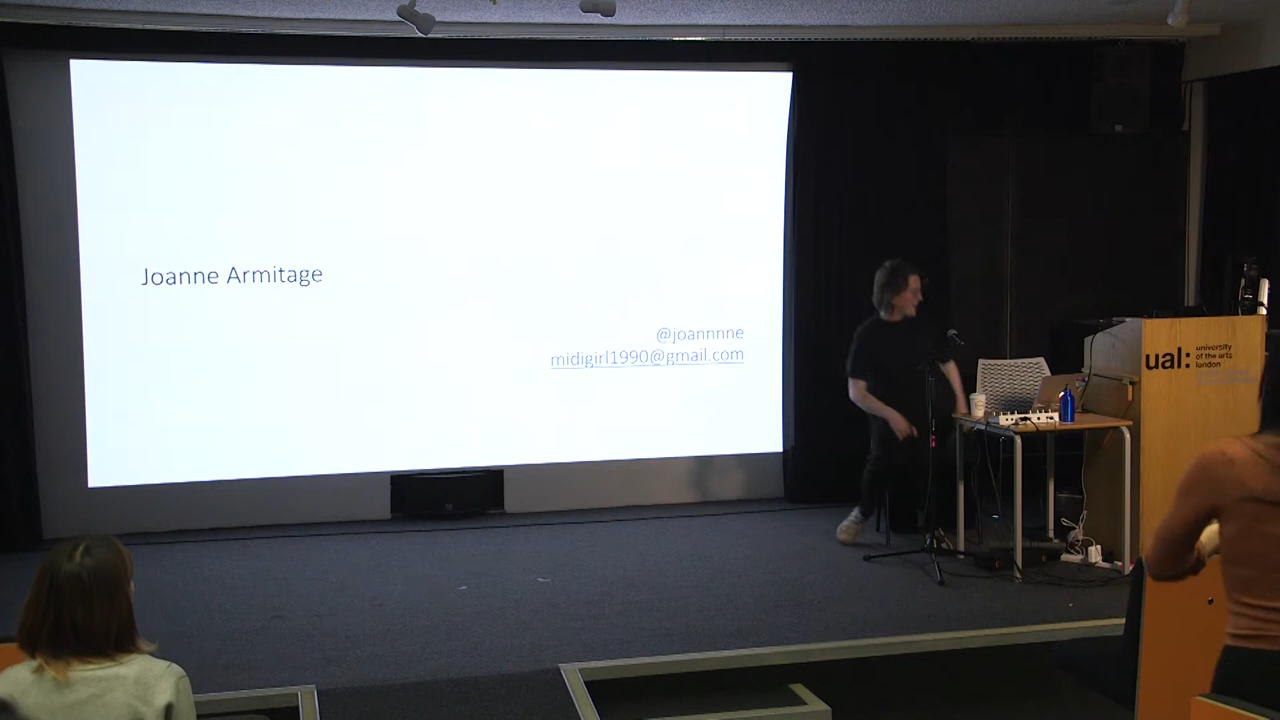 Joanne Armitage
@joannnne
midigirl1990@gmail.com
ual:
university
of the arts
london